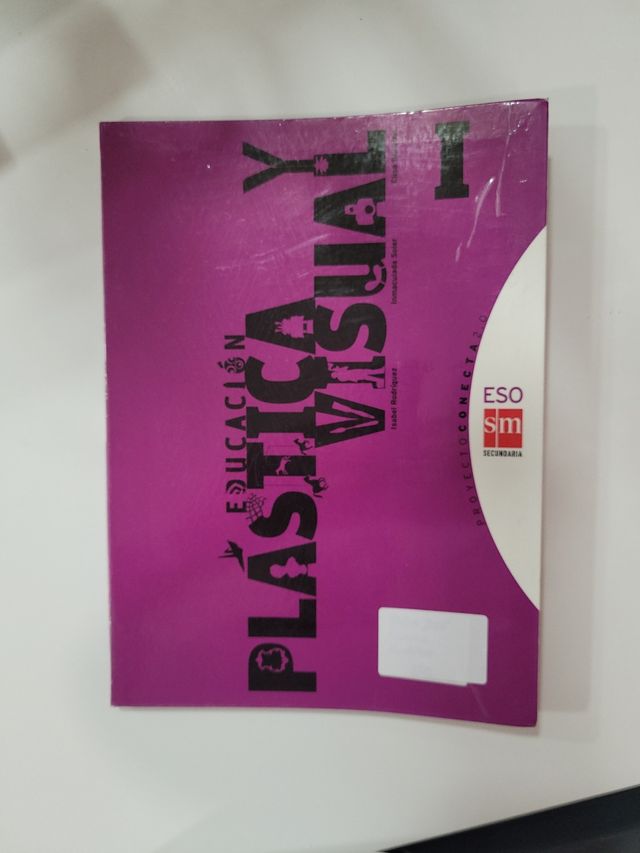 EDUCACIÓN
PLÁSTICA Y
VISUAL
Isabel Rodríguez Inmaculada Soler
I
PROYECTO CONECTA 2.0
ESO
sm
SECUNDARIA